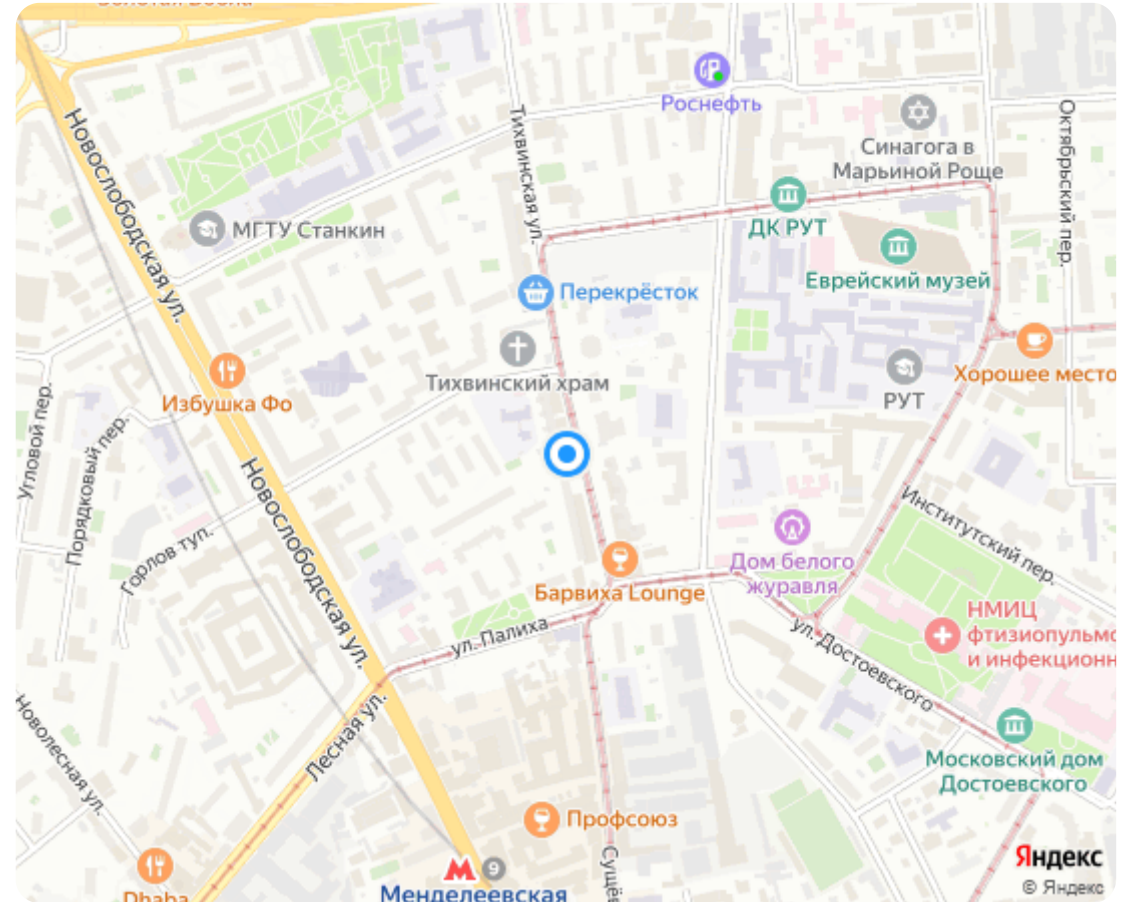 Роснефть
Синагога в
Марьиной Роще
Октябрьский пер.
Новослободская ул.
Тихвинская ул.
МГТУ Станкин
ДК РУТ
Еврейский музей
Перекрёсток
Тихвинский храм
Избушка Фо
Хорошее место
РУТ
Угловой пер.
Порядковый пер.
Горлов туп.
Новослободская ул.
Институтский пер.
Дом белого
журавля
Барвиха Lounge
НМИЦ
фтизиопульмо
и инфекционн
ул. Палиха
ул. Достоевского
Лесная ул.
Новолесная ул.
Московский дом
Достоевского
Профсоюз
Сущёв
9
Менделеевская
Dhaba
Яндекс
© Яндекс